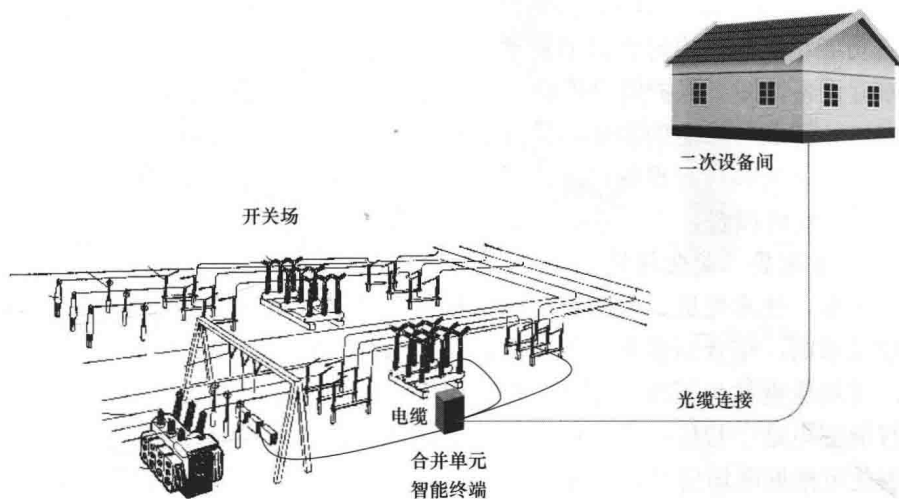 二次设备间
开关场
电缆
光缆连接
合并单元
智能终端